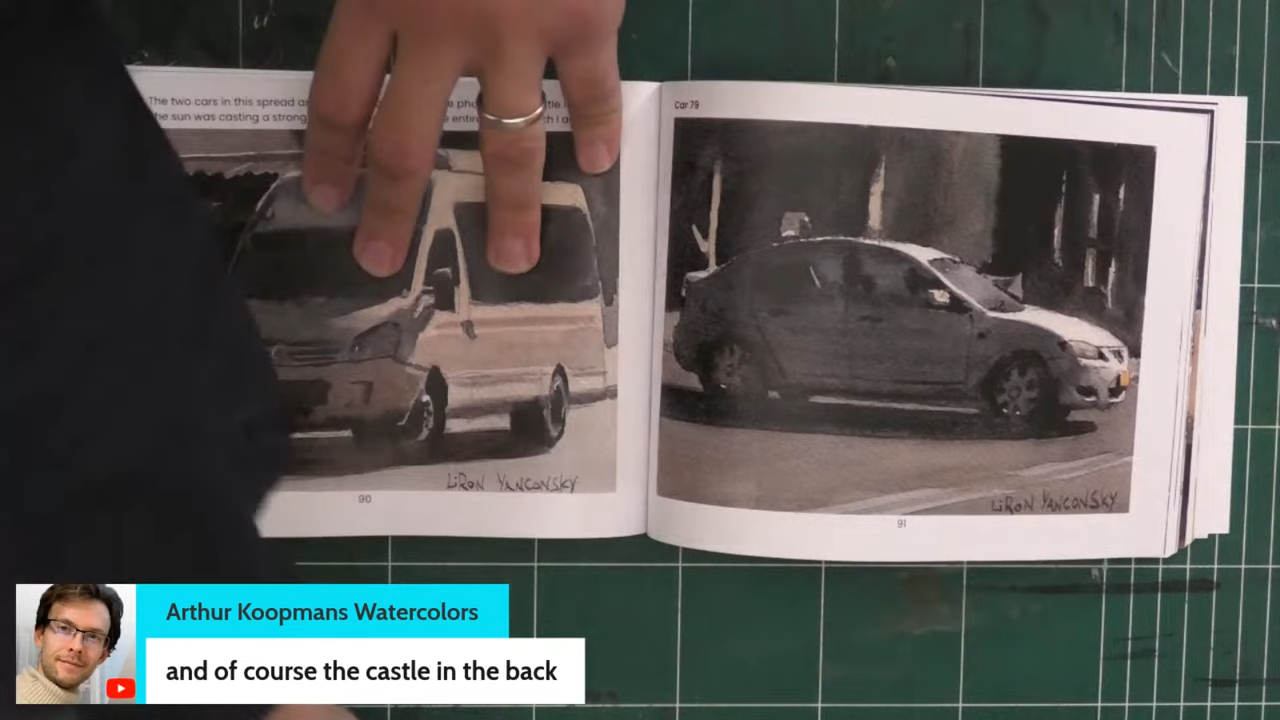 The two cars in this spread
the sun was casting a strong
Car 79
LiRoN YANCONSKY
90
LiRoN YANCONSKY
91
Arthur Koopmans Watercolors
and of course the castle in the back